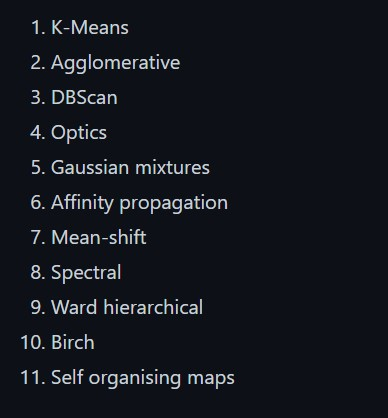 1. K-Means
2. Agglomerative
3. DBScan
4. Optics
5. Gaussian mixtures
6. Affinity propagation
7. Mean-shift
8. Spectral
9. Ward hierarchical
10. Birch
11. Self organising maps